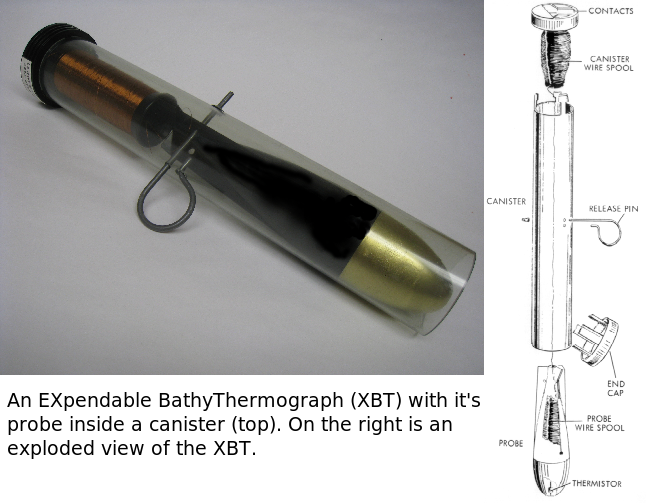 CONTACTS
CANISTER
WIRE SPOOL
CANISTER
RELEASE PIN
END
CAP
PROBE
WIRE SPOOL
PROBE
THERMISTOR
An EXpendable BathyThermograph (XBT) with it's
probe inside a canister (top). On the right is an
exploded view of the XBT.